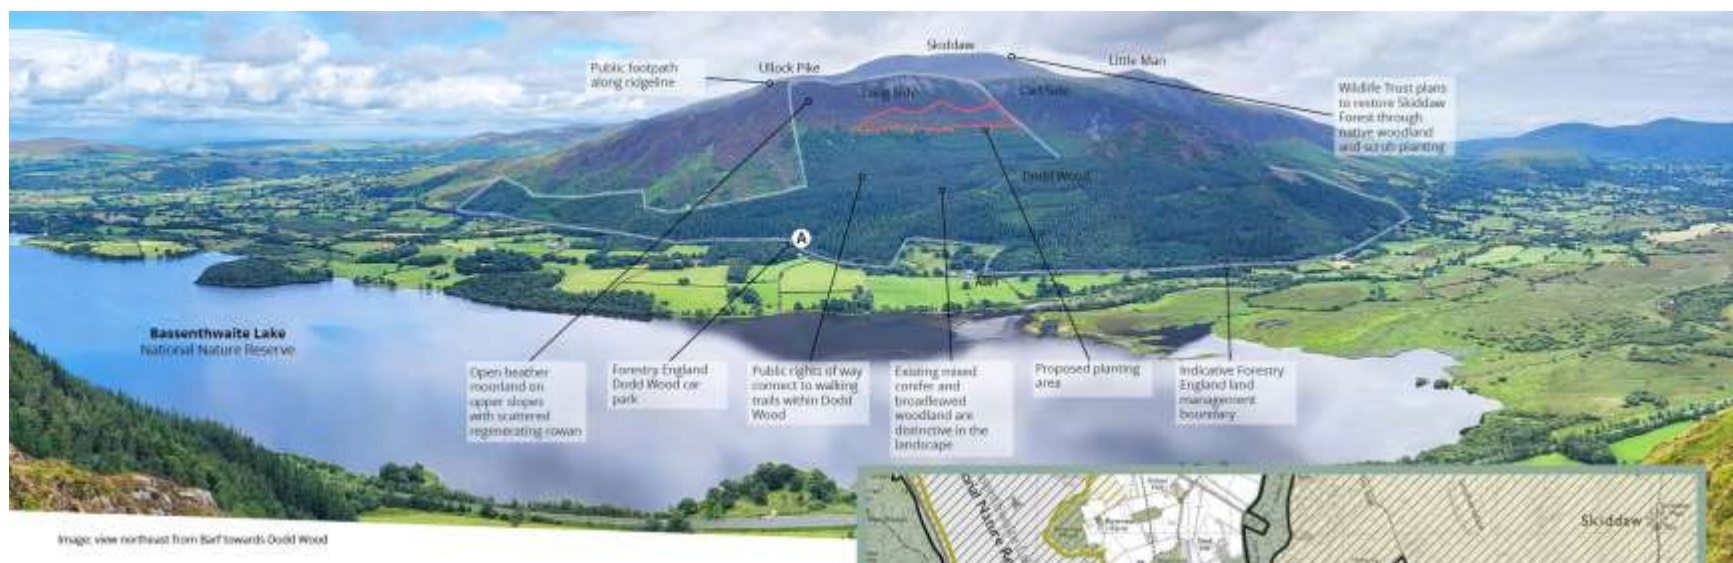 Skiddaw
Little Man
Ullock Pike
Public footpath
along ridgeline
Long Side
Carl Side
Wildlife Trust plans
to restore Skiddaw
Forest through
native woodland
and scrub planting
Dodd Wood
A
Bassenthwaite Lake
National Nature Reserve
Open heather
moorland on
upper slopes
with scattered
regenerating rowan
Forestry England
Dodd Wood car
park
Public rights of way
connect to walking
trails within Dodd
Wood
Existing mixed
conifer and
broadleaved
woodland are
distinctive in the
landscape
Proposed planting
area
Indicative Forestry
England land
management
boundary
Image: view northeast from Barf towards Dodd Wood
Skiddaw